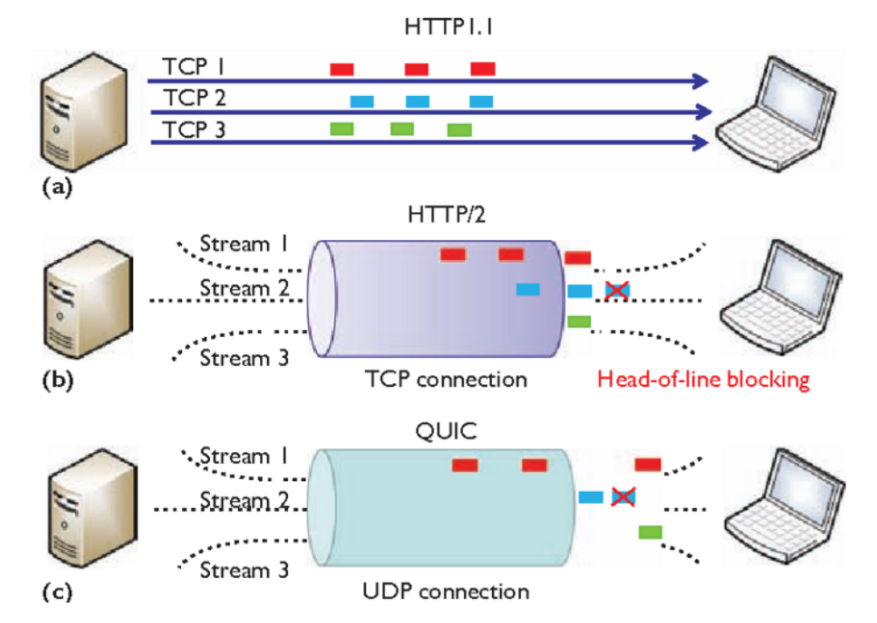 HTTP1.1
TCP 1
TCP 2
TCP 3
(a)
HTTP/2
Stream 1
Stream 2
Stream 3
(b)
TCP connection
Head-of-line blocking
QUIC
Stream 1
Stream 2
Stream 3
(c)
UDP connection